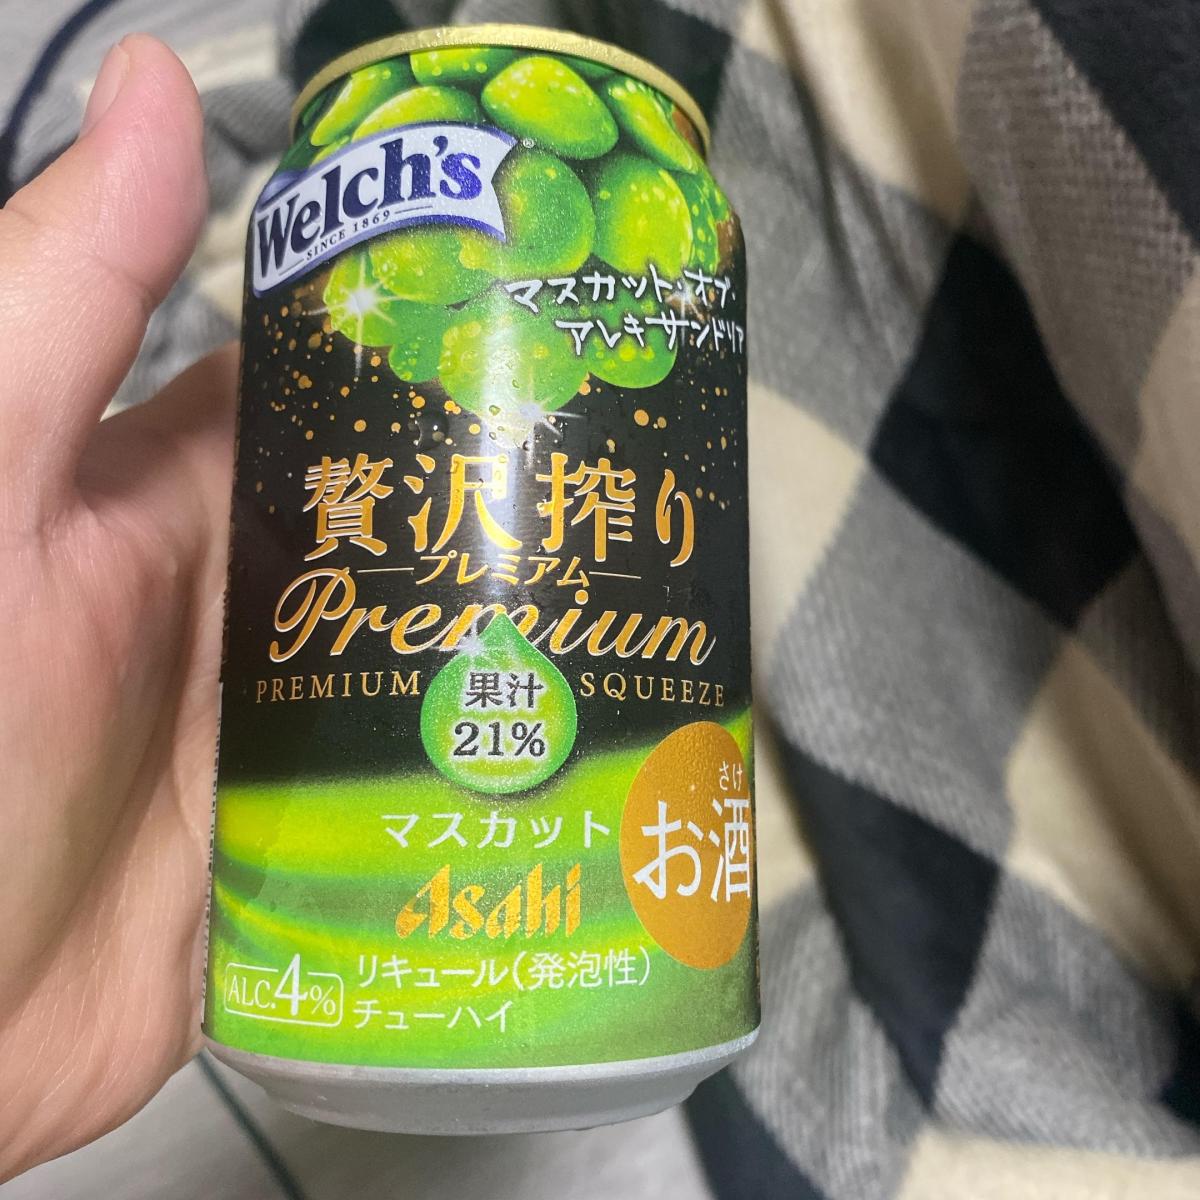 Welch's®
SINCE 1869
マスカット・オブ・
アレキサンドリア
贅沢搾り
プレミアム
Premium
PREMIUM SQUEEZE
果汁
21%
マスカット
さけ
お酒
Asahi
ALC.4%
リキュール(発泡性)
チューハイ